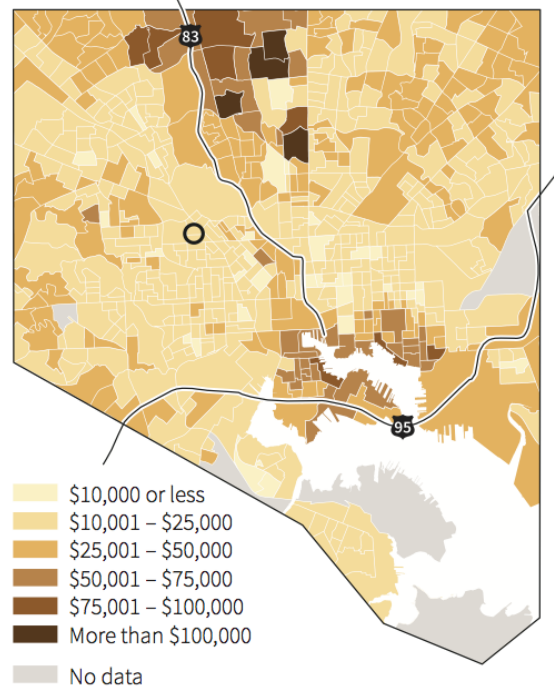 83
95
$10,000 or less
$10,001 – $25,000
$25,001 – $50,000
$50,001 – $75,000
$75,001 – $100,000
More than $100,000
No data